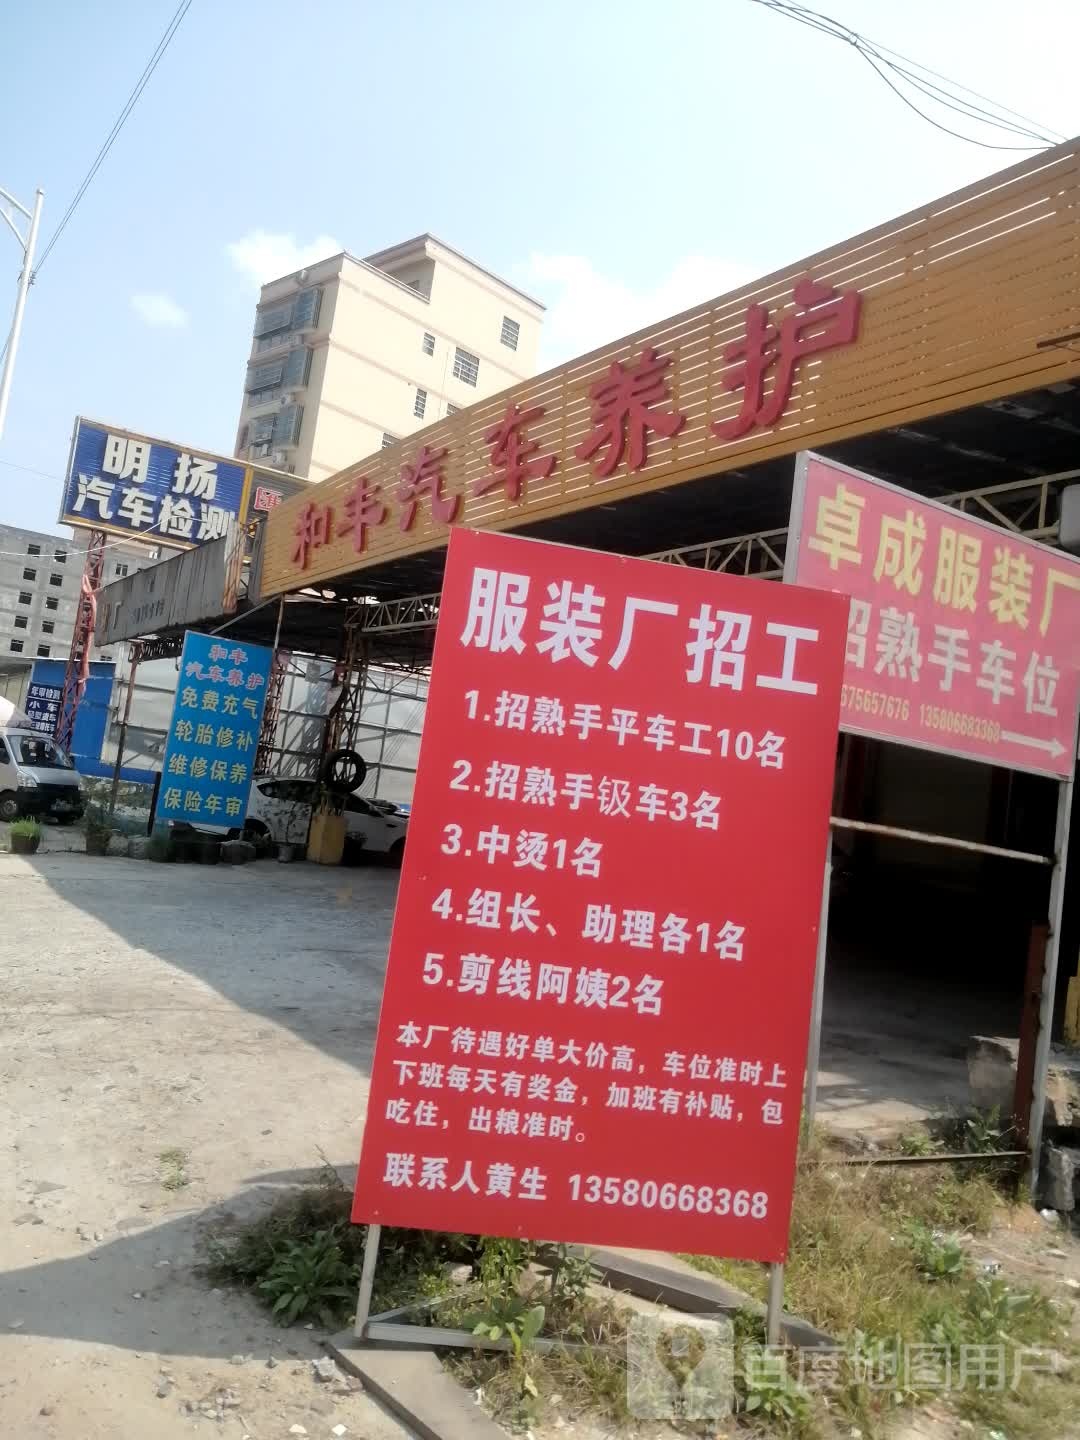 明扬
汽车检测
和丰汽车养护
和丰
汽车养护
免费充气
轮胎修补
维修保养
保险年审
年审检测
小车
卓成服装厂
招熟手车位
675657676 13580668368
服装厂招工
1.招熟手平车工10名
2.招熟手钑车3名
3.中烫1名
4.组长、助理各1名
5.剪线阿姨2名
本厂待遇好单大价高，车位准时上
下班每天有奖金，加班有补贴，包
吃住，出粮准时。
联系人黄生 13580668368
百度地图用户